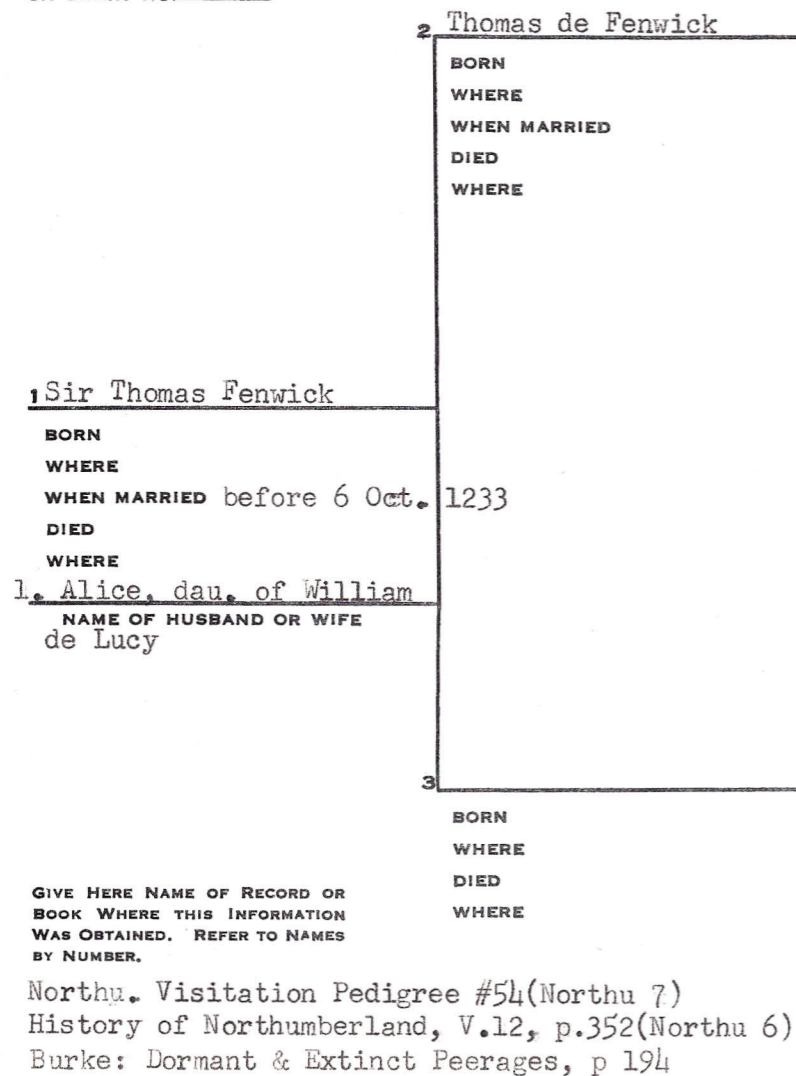 2 Thomas de Fenwick
BORN
WHERE
WHEN MARRIED
DIED
WHERE
1 Sir Thomas Fenwick
BORN
WHERE
WHEN MARRIED before 6 Oct. 1233
DIED
WHERE
1. Alice, dau. of William
NAME OF HUSBAND OR WIFE
de Lucy
3
BORN
WHERE
DIED
WHERE
GIVE HERE NAME OF RECORD OR
BOOK WHERE THIS INFORMATION
WAS OBTAINED. REFER TO NAMES
BY NUMBER.
Northu. Visitation Pedigree #54(Northu 7)
History of Northumberland, V.12, p.352(Northu 6)
Burke: Dormant & Extinct Peerages, p 194